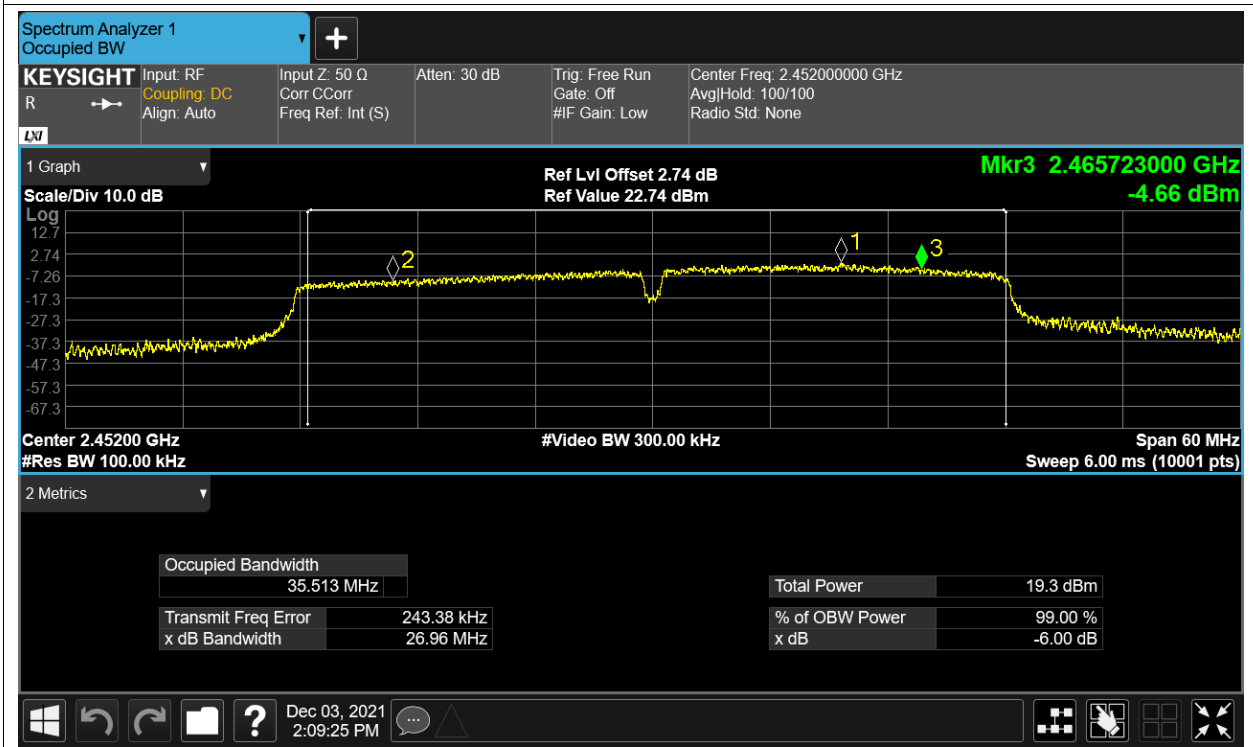 Spectrum Analyzer 1
Occupied BW
KEYSIGHT
R
LXI
Input: RF
Coupling: DC
Align: Auto
Input Z: 50 Ω
Corr CCorr
Freq Ref: Int (S)
Atten: 30 dB
Trig: Free Run
Gate: Off
#IF Gain: Low
Center Freq: 2.452000000 GHz
Avg|Hold: 100/100
Radio Std: None
1 Graph
Scale/Div 10.0 dB
Ref Lvl Offset 2.74 dB
Ref Value 22.74 dBm
Mkr3 2.465723000 GHz
-4.66 dBm
Log
12.7
2.74
-7.26
-17.3
-27.3
-37.3
-47.3
-57.3
-67.3
2
1
3
Center 2.45200 GHz
#Res BW 100.00 kHz
#Video BW 300.00 kHz
Span 60 MHz
Sweep 6.00 ms (10001 pts)
2 Metrics
Occupied Bandwidth
35.513 MHz
Transmit Freq Error 243.38 kHz
x dB Bandwidth 26.96 MHz
Total Power 19.3 dBm
% of OBW Power 99.00 %
x dB -6.00 dB
Dec 03, 2021
2:09:25 PM